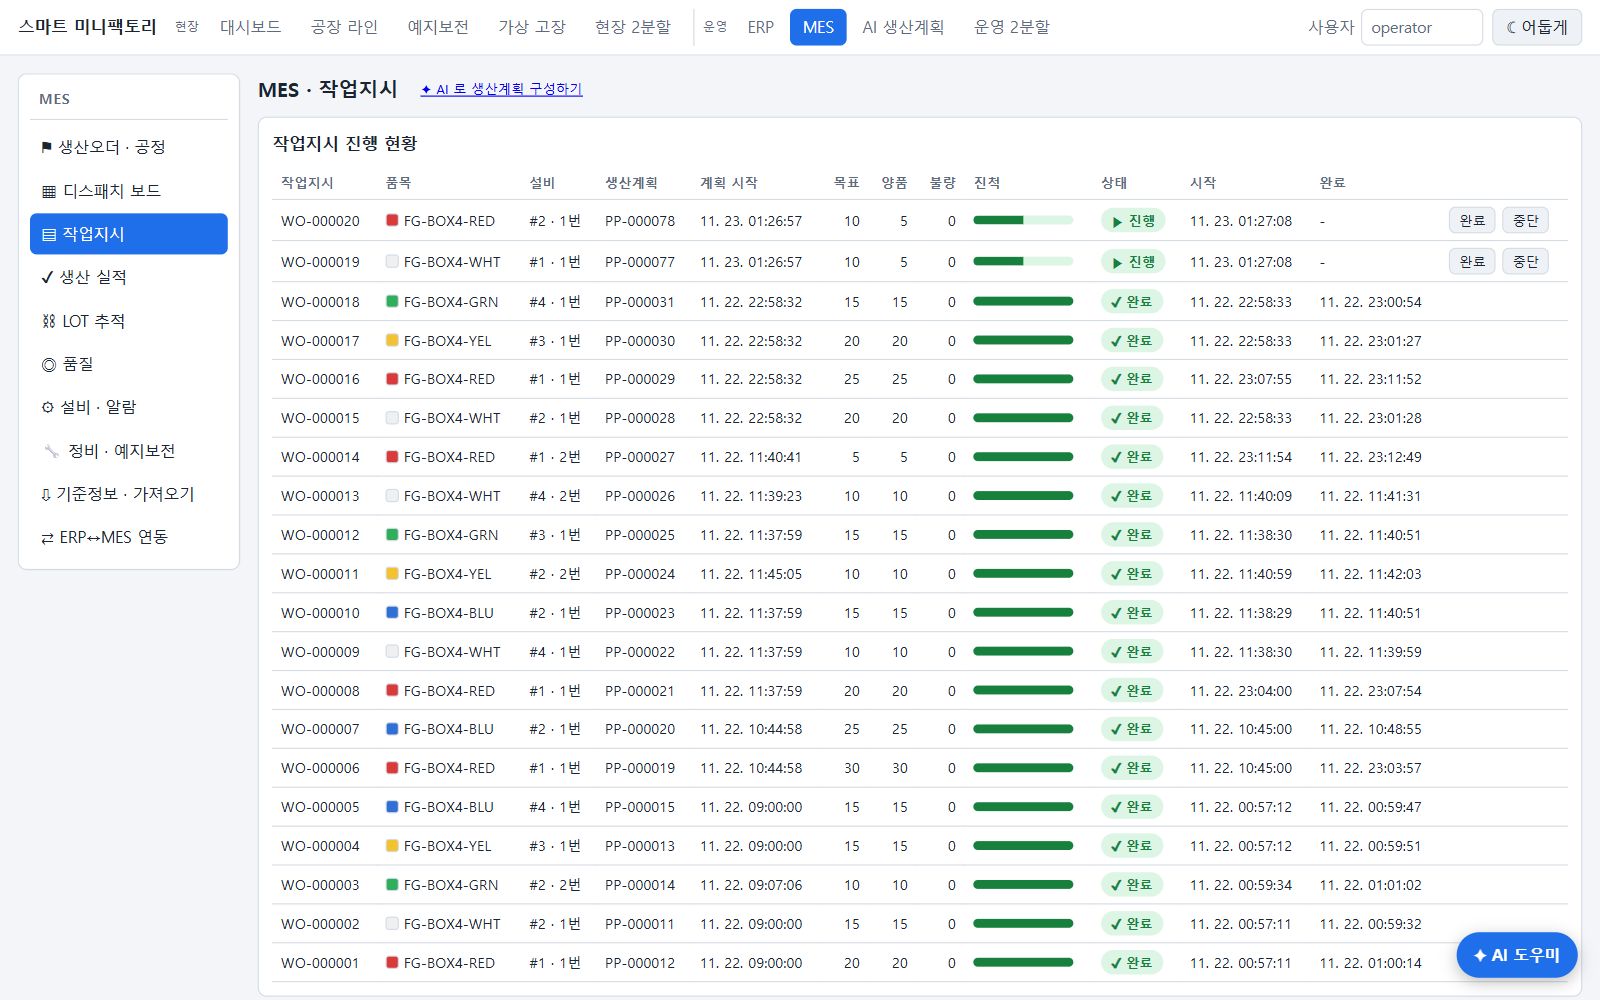 스마트 미니팩토리 현장 대시보드 공장 라인 예지보전 가상 고장 현장 2분할 운영 ERP MES AI 생산계획 운영 2분할 사용자 operator ☾ 어둡게
MES
⚑ 생산오더 · 공정
▦ 디스패치 보드
▤ 작업지시
✓ 생산 실적
⛓ LOT 추적
◎ 품질
⚙ 설비 · 알람
🔧 정비 · 예지보전
⇩ 기준정보 · 가져오기
⇄ ERP↔MES 연동
MES · 작업지시 ✦ AI 로 생산계획 구성하기
작업지시 진행 현황
작업지시 품목 설비 생산계획 계획 시작 목표 양품 불량 진척 상태 시작 완료
WO-000020 FG-BOX4-RED #2 · 1번 PP-000078 11. 23. 01:26:57 10 5 0 ▶ 진행 11. 23. 01:27:08 - 완료 중단
WO-000019 FG-BOX4-WHT #1 · 1번 PP-000077 11. 23. 01:26:57 10 5 0 ▶ 진행 11. 23. 01:27:08 - 완료 중단
WO-000018 FG-BOX4-GRN #4 · 1번 PP-000031 11. 22. 22:58:32 15 15 0 ✓ 완료 11. 22. 22:58:33 11. 22. 23:00:54
WO-000017 FG-BOX4-YEL #3 · 1번 PP-000030 11. 22. 22:58:32 20 20 0 ✓ 완료 11. 22. 22:58:33 11. 22. 23:01:27
WO-000016 FG-BOX4-RED #1 · 1번 PP-000029 11. 22. 22:58:32 25 25 0 ✓ 완료 11. 22. 23:07:55 11. 22. 23:11:52
WO-000015 FG-BOX4-WHT #2 · 1번 PP-000028 11. 22. 22:58:32 20 20 0 ✓ 완료 11. 22. 22:58:33 11. 22. 23:01:28
WO-000014 FG-BOX4-RED #1 · 2번 PP-000027 11. 22. 11:40:41 5 5 0 ✓ 완료 11. 22. 23:11:54 11. 22. 23:12:49
WO-000013 FG-BOX4-WHT #4 · 2번 PP-000026 11. 22. 11:39:23 10 10 0 ✓ 완료 11. 22. 11:40:09 11. 22. 11:41:31
WO-000012 FG-BOX4-GRN #3 · 1번 PP-000025 11. 22. 11:37:59 15 15 0 ✓ 완료 11. 22. 11:38:30 11. 22. 11:40:51
WO-000011 FG-BOX4-YEL #2 · 2번 PP-000024 11. 22. 11:45:05 10 10 0 ✓ 완료 11. 22. 11:40:59 11. 22. 11:42:03
WO-000010 FG-BOX4-BLU #2 · 1번 PP-000023 11. 22. 11:37:59 15 15 0 ✓ 완료 11. 22. 11:38:29 11. 22. 11:40:51
WO-000009 FG-BOX4-WHT #4 · 1번 PP-000022 11. 22. 11:37:59 10 10 0 ✓ 완료 11. 22. 11:38:30 11. 22. 11:39:59
WO-000008 FG-BOX4-RED #1 · 1번 PP-000021 11. 22. 11:37:59 20 20 0 ✓ 완료 11. 22. 23:04:00 11. 22. 23:07:54
WO-000007 FG-BOX4-BLU #2 · 1번 PP-000020 11. 22. 10:44:58 25 25 0 ✓ 완료 11. 22. 10:45:00 11. 22. 10:48:55
WO-000006 FG-BOX4-RED #1 · 1번 PP-000019 11. 22. 10:44:58 30 30 0 ✓ 완료 11. 22. 10:45:00 11. 22. 23:03:57
WO-000005 FG-BOX4-BLU #4 · 1번 PP-000015 11. 22. 09:00:00 15 15 0 ✓ 완료 11. 22. 00:57:12 11. 22. 00:59:47
WO-000004 FG-BOX4-YEL #3 · 1번 PP-000013 11. 22. 09:00:00 15 15 0 ✓ 완료 11. 22. 00:57:12 11. 22. 00:59:51
WO-000003 FG-BOX4-GRN #2 · 2번 PP-000014 11. 22. 09:07:06 10 10 0 ✓ 완료 11. 22. 00:59:34 11. 22. 01:01:02
WO-000002 FG-BOX4-WHT #2 · 1번 PP-000011 11. 22. 09:00:00 15 15 0 ✓ 완료 11. 22. 00:57:11 11. 22. 00:59:32
WO-000001 FG-BOX4-RED #1 · 1번 PP-000012 11. 22. 09:00:00 20 20 0 ✓ 완료 11. 22. 00:57:11 11. 22. 01:00:14
✦ AI 도우미